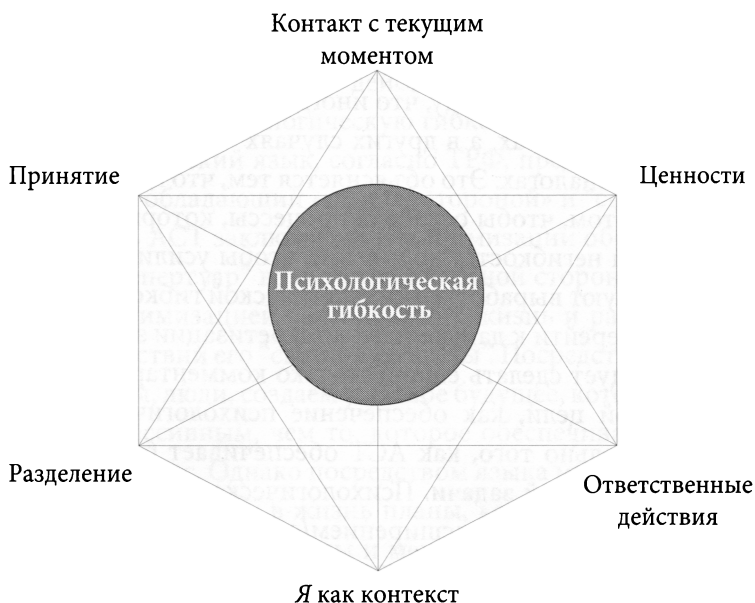 Контакт с текущим
моментом
Принятие
Ценности
Психологическая
гибкость
Разделение
Ответственные
действия
Я как контекст